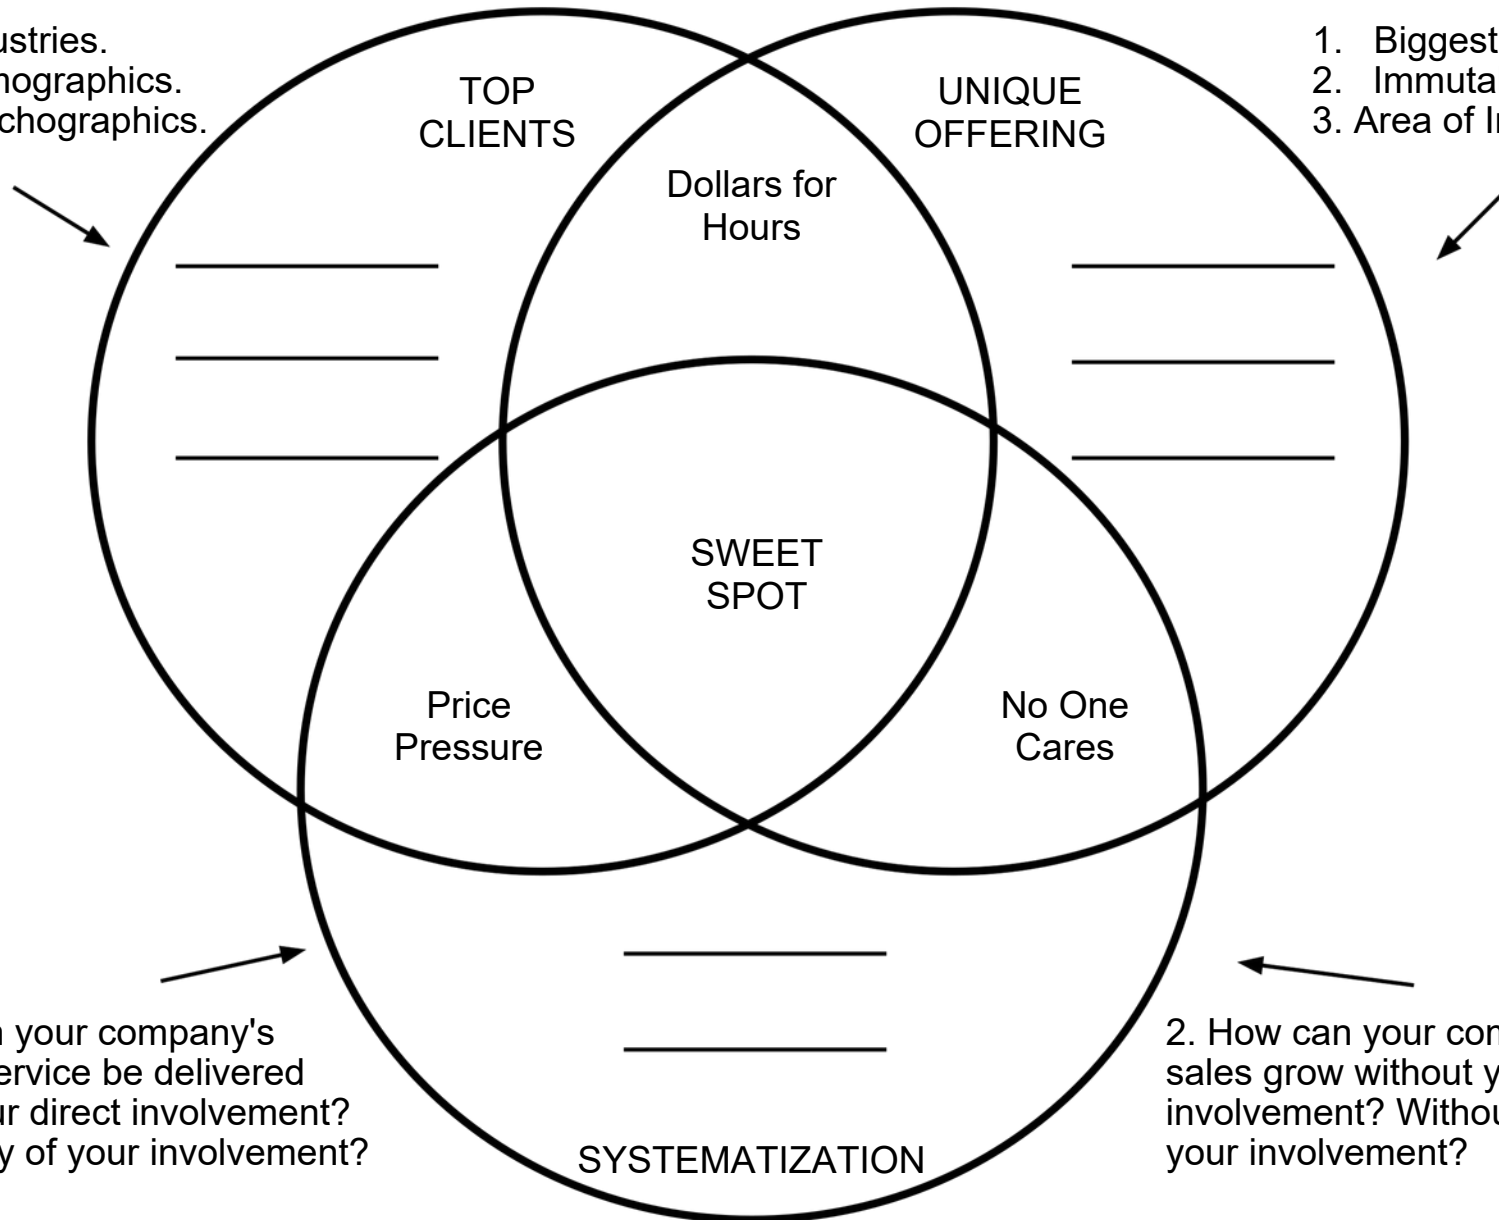 ustries.
nographics.
chographics.
TOP
CLIENTS
UNIQUE
OFFERING
1. Biggest
2. Immuta
3. Area of I
Dollars for
Hours
SWEET
SPOT
Price
Pressure
No One
Cares
your company's
ervice be delivered
ur direct involvement?
y of your involvement?
2. How can your con
sales grow without y
involvement? Withou
your involvement?
SYSTEMATIZATION